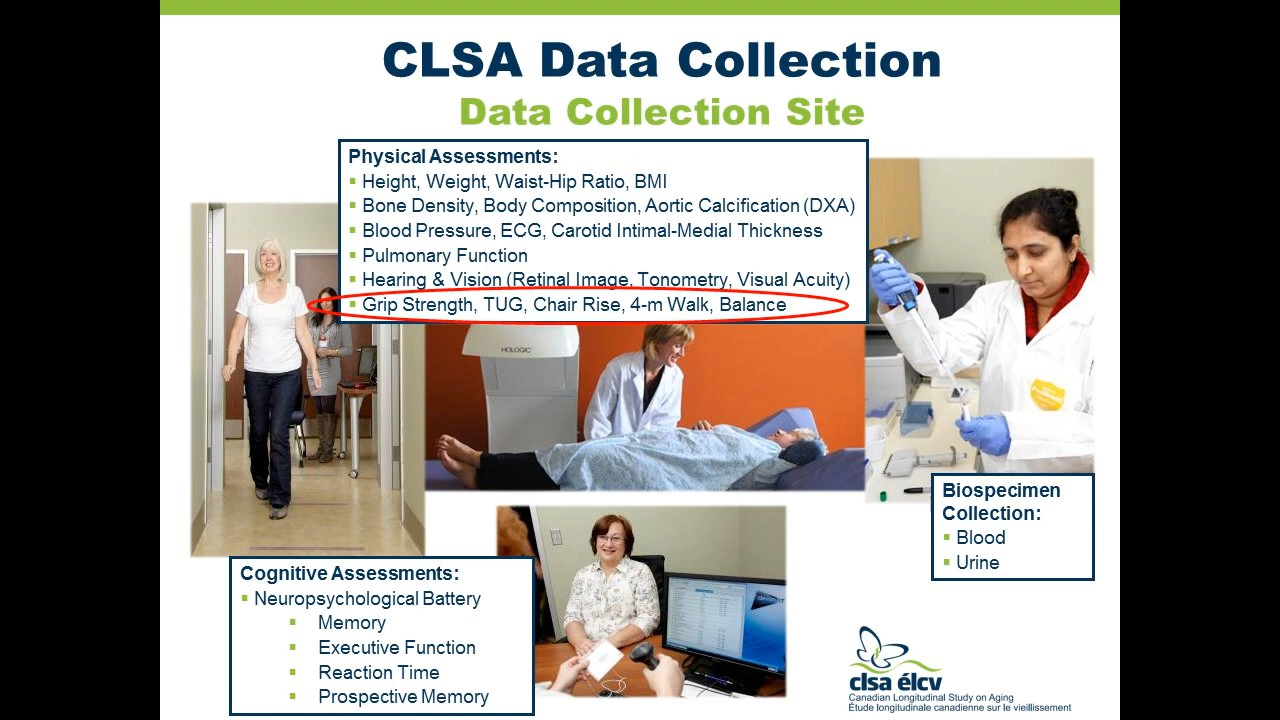 CLSA Data Collection
Data Collection Site
Physical Assessments:
Height, Weight, Waist-Hip Ratio, BMI
Bone Density, Body Composition, Aortic Calcification (DXA)
Blood Pressure, ECG, Carotid Intimal-Medial Thickness
Pulmonary Function
Hearing & Vision (Retinal Image, Tonometry, Visual Acuity)
Grip Strength, TUG, Chair Rise, 4-m Walk, Balance
HOLOGIC
Biospecimen
Collection:
Blood
Urine
Cognitive Assessments:
Neuropsychological Battery
Memory
Executive Function
Reaction Time
Prospective Memory
clsa élcv
Canadian Longitudinal Study on Aging
Étude longitudinale canadienne sur le vieillissement